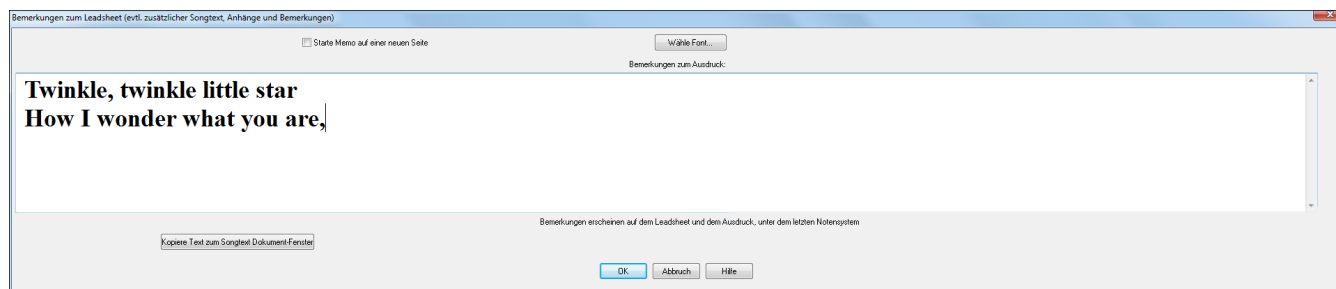 Bemerkungen zum Leadsheet (evtl. zusätzlicher Songtext, Anhänge und Bemerkungen)
Starte Memo auf einer neuen Seite
Wähle Font...
Bemerkungen zum Ausdruck:
Twinkle, twinkle little star
How I wonder what you are,
Bemerkungen erscheinen auf dem Leadsheet und dem Ausdruck, unter dem letzten Notensystem
Kopiere Text zum Songtext Dokument-Fenster
OK
Abbruch
Hilfe